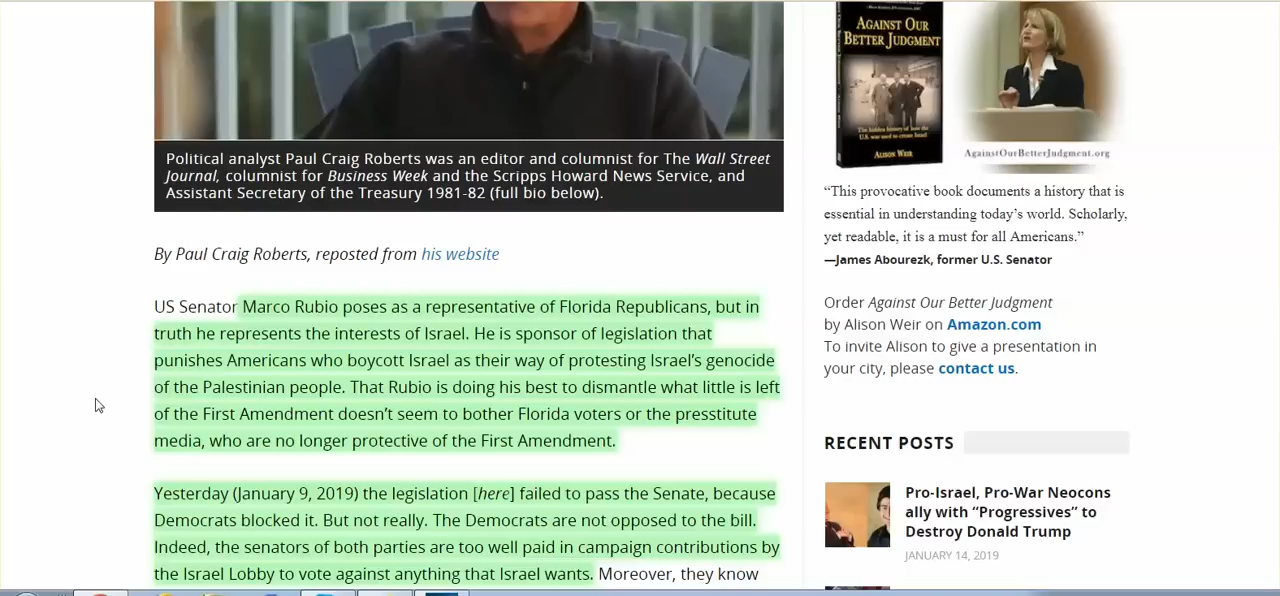 Political analyst Paul Craig Roberts was an editor and columnist for The Wall Street
Journal, columnist for Business Week and the Scripps Howard News Service, and
Assistant Secretary of the Treasury 1981-82 (full bio below).
By Paul Craig Roberts, reposted from his website
US Senator Marco Rubio poses as a representative of Florida Republicans, but in
truth he represents the interests of Israel. He is sponsor of legislation that
punishes Americans who boycott Israel as their way of protesting Israel's genocide
of the Palestinian people. That Rubio is doing his best to dismantle what little is left
of the First Amendment doesn't seem to bother Florida voters or the presstitute
media, who are no longer protective of the First Amendment.
Yesterday (January 9, 2019) the legislation [here] failed to pass the Senate, because
Democrats blocked it. But not really. The Democrats are not opposed to the bill.
Indeed, the senators of both parties are too well paid in campaign contributions by
the Israel Lobby to vote against anything that Israel wants. Moreover, they know
AGAINST OUR
BETTER JUDGMENT
The hidden history of how the
U.S. was used to create Israel
ALISON WEIR
AgainstOurBetterJudgment.org
“This provocative book documents a history that is
essential in understanding today’s world. Scholarly,
yet readable, it is a must for all Americans.”
—James Abourezk, former U.S. Senator
Order Against Our Better Judgment
by Alison Weir on Amazon.com
To invite Alison to give a presentation in
your city, please contact us.
RECENT POSTS
Pro-Israel, Pro-War Neocons
ally with “Progressives” to
Destroy Donald Trump
JANUARY 14, 2019